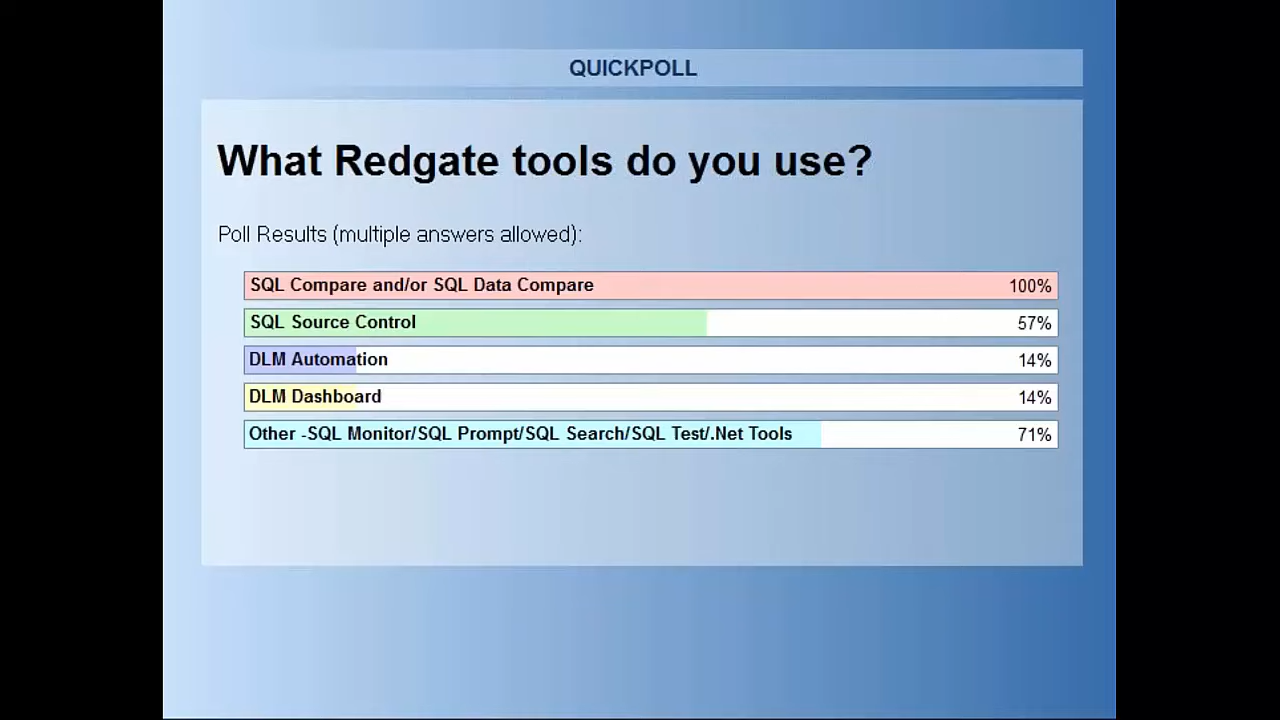 QUICKPOLL
What Redgate tools do you use?
Poll Results (multiple answers allowed):
SQL Compare and/or SQL Data Compare 100%
SQL Source Control 57%
DLM Automation 14%
DLM Dashboard 14%
Other -SQL Monitor/SQL Prompt/SQL Search/SQL Test/.Net Tools 71%